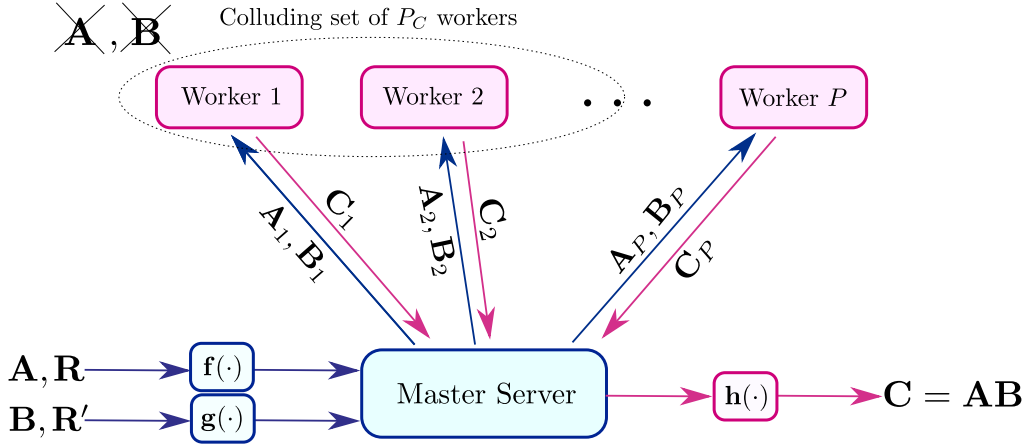 Colluding set of P_C workers
A , B
Worker 1
Worker 2
. . .
Worker P
A_1, B_1
C_1
A_2, B_2
C_2
A_P, B_P
C_P
A, R
f(·)
B, R′
g(·)
Master Server
h(·)
C = AB